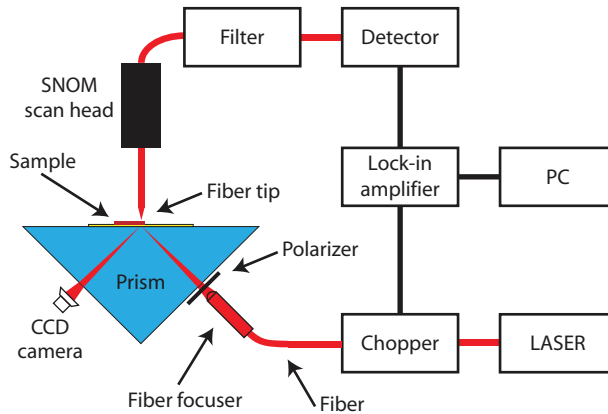 Filter
Detector
SNOM
scan head
Sample
Fiber tip
Lock-in
amplifier
PC
Polarizer
Prism
CCD
camera
Chopper
LASER
Fiber focuser
Fiber